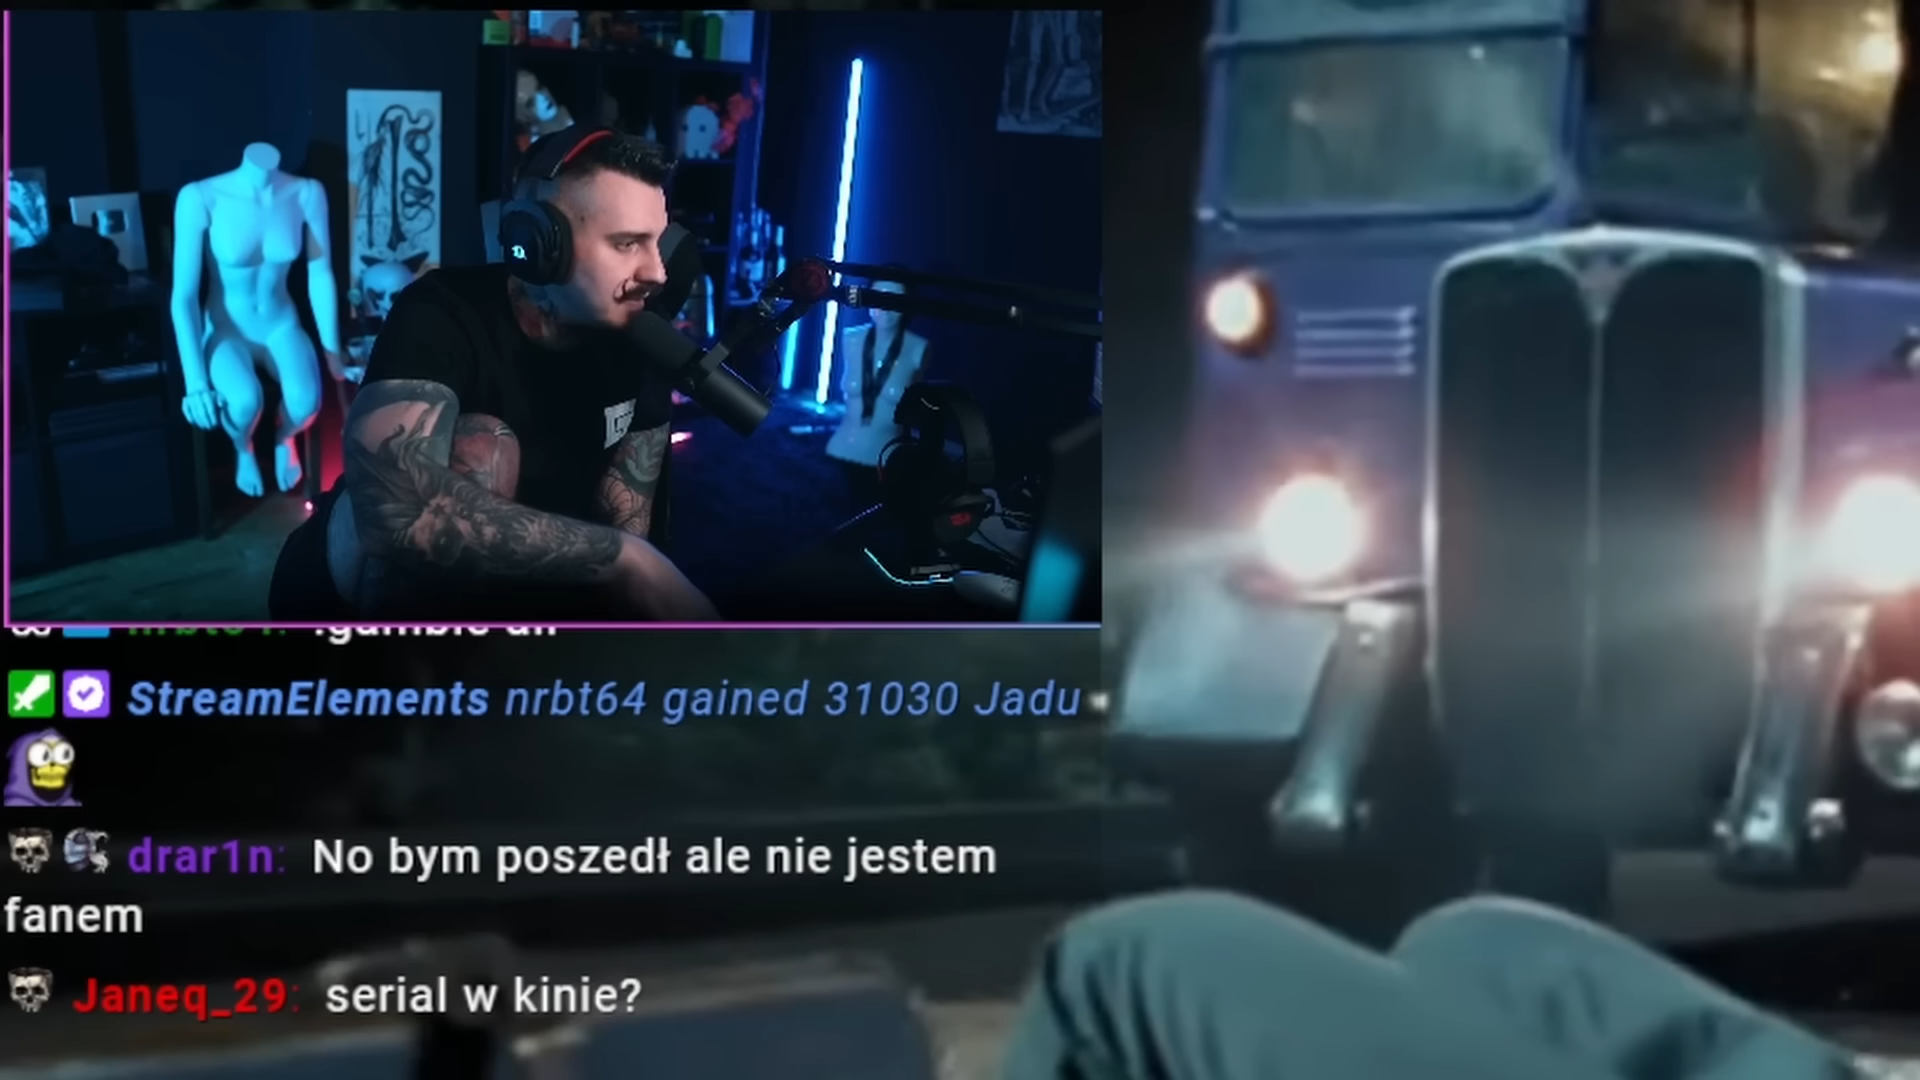 StreamElements nrbt64 gained 31030 Jadu
drar1n: No bym poszedł ale nie jestem
fanem
Janeq_29: serial w kinie?